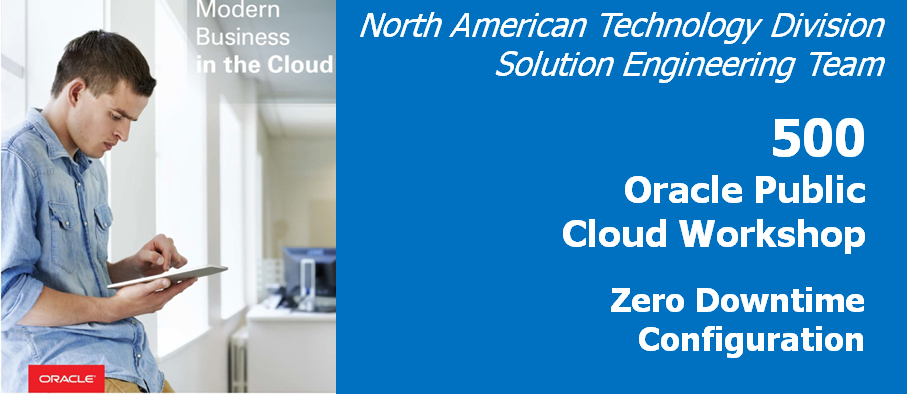 Modern
Business
in the Cloud
ORACLE
North American Technology Division
Solution Engineering Team
500
Oracle Public
Cloud Workshop
Zero Downtime
Configuration